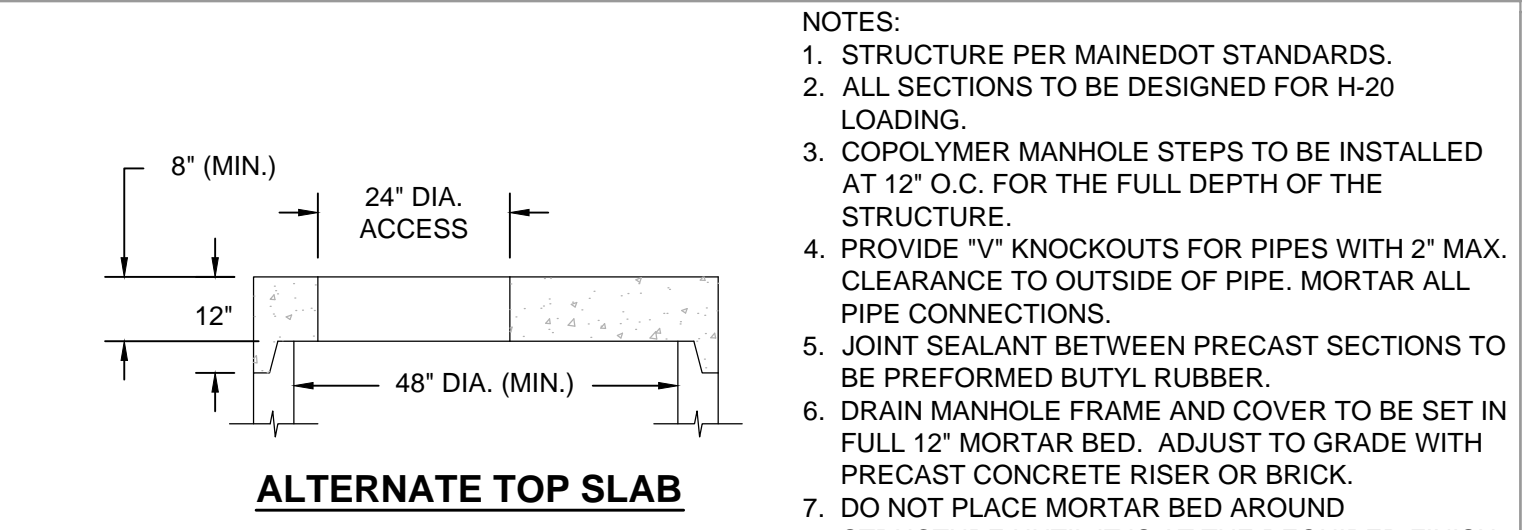 8" (MIN.)
24" DIA.
ACCESS
12"
48" DIA. (MIN.)
ALTERNATE TOP SLAB
NOTES:
1. STRUCTURE PER MAINEDOT STANDARDS.
2. ALL SECTIONS TO BE DESIGNED FOR H-20
LOADING.
3. COPOLYMER MANHOLE STEPS TO BE INSTALLED
AT 12" O.C. FOR THE FULL DEPTH OF THE
STRUCTURE.
4. PROVIDE "V" KNOCKOUTS FOR PIPES WITH 2" MAX.
CLEARANCE TO OUTSIDE OF PIPE. MORTAR ALL
PIPE CONNECTIONS.
5. JOINT SEALANT BETWEEN PRECAST SECTIONS TO
BE PREFORMED BUTYL RUBBER.
6. DRAIN MANHOLE FRAME AND COVER TO BE SET IN
FULL 12" MORTAR BED. ADJUST TO GRADE WITH
PRECAST CONCRETE RISER OR BRICK.
7. DO NOT PLACE MORTAR BED AROUND